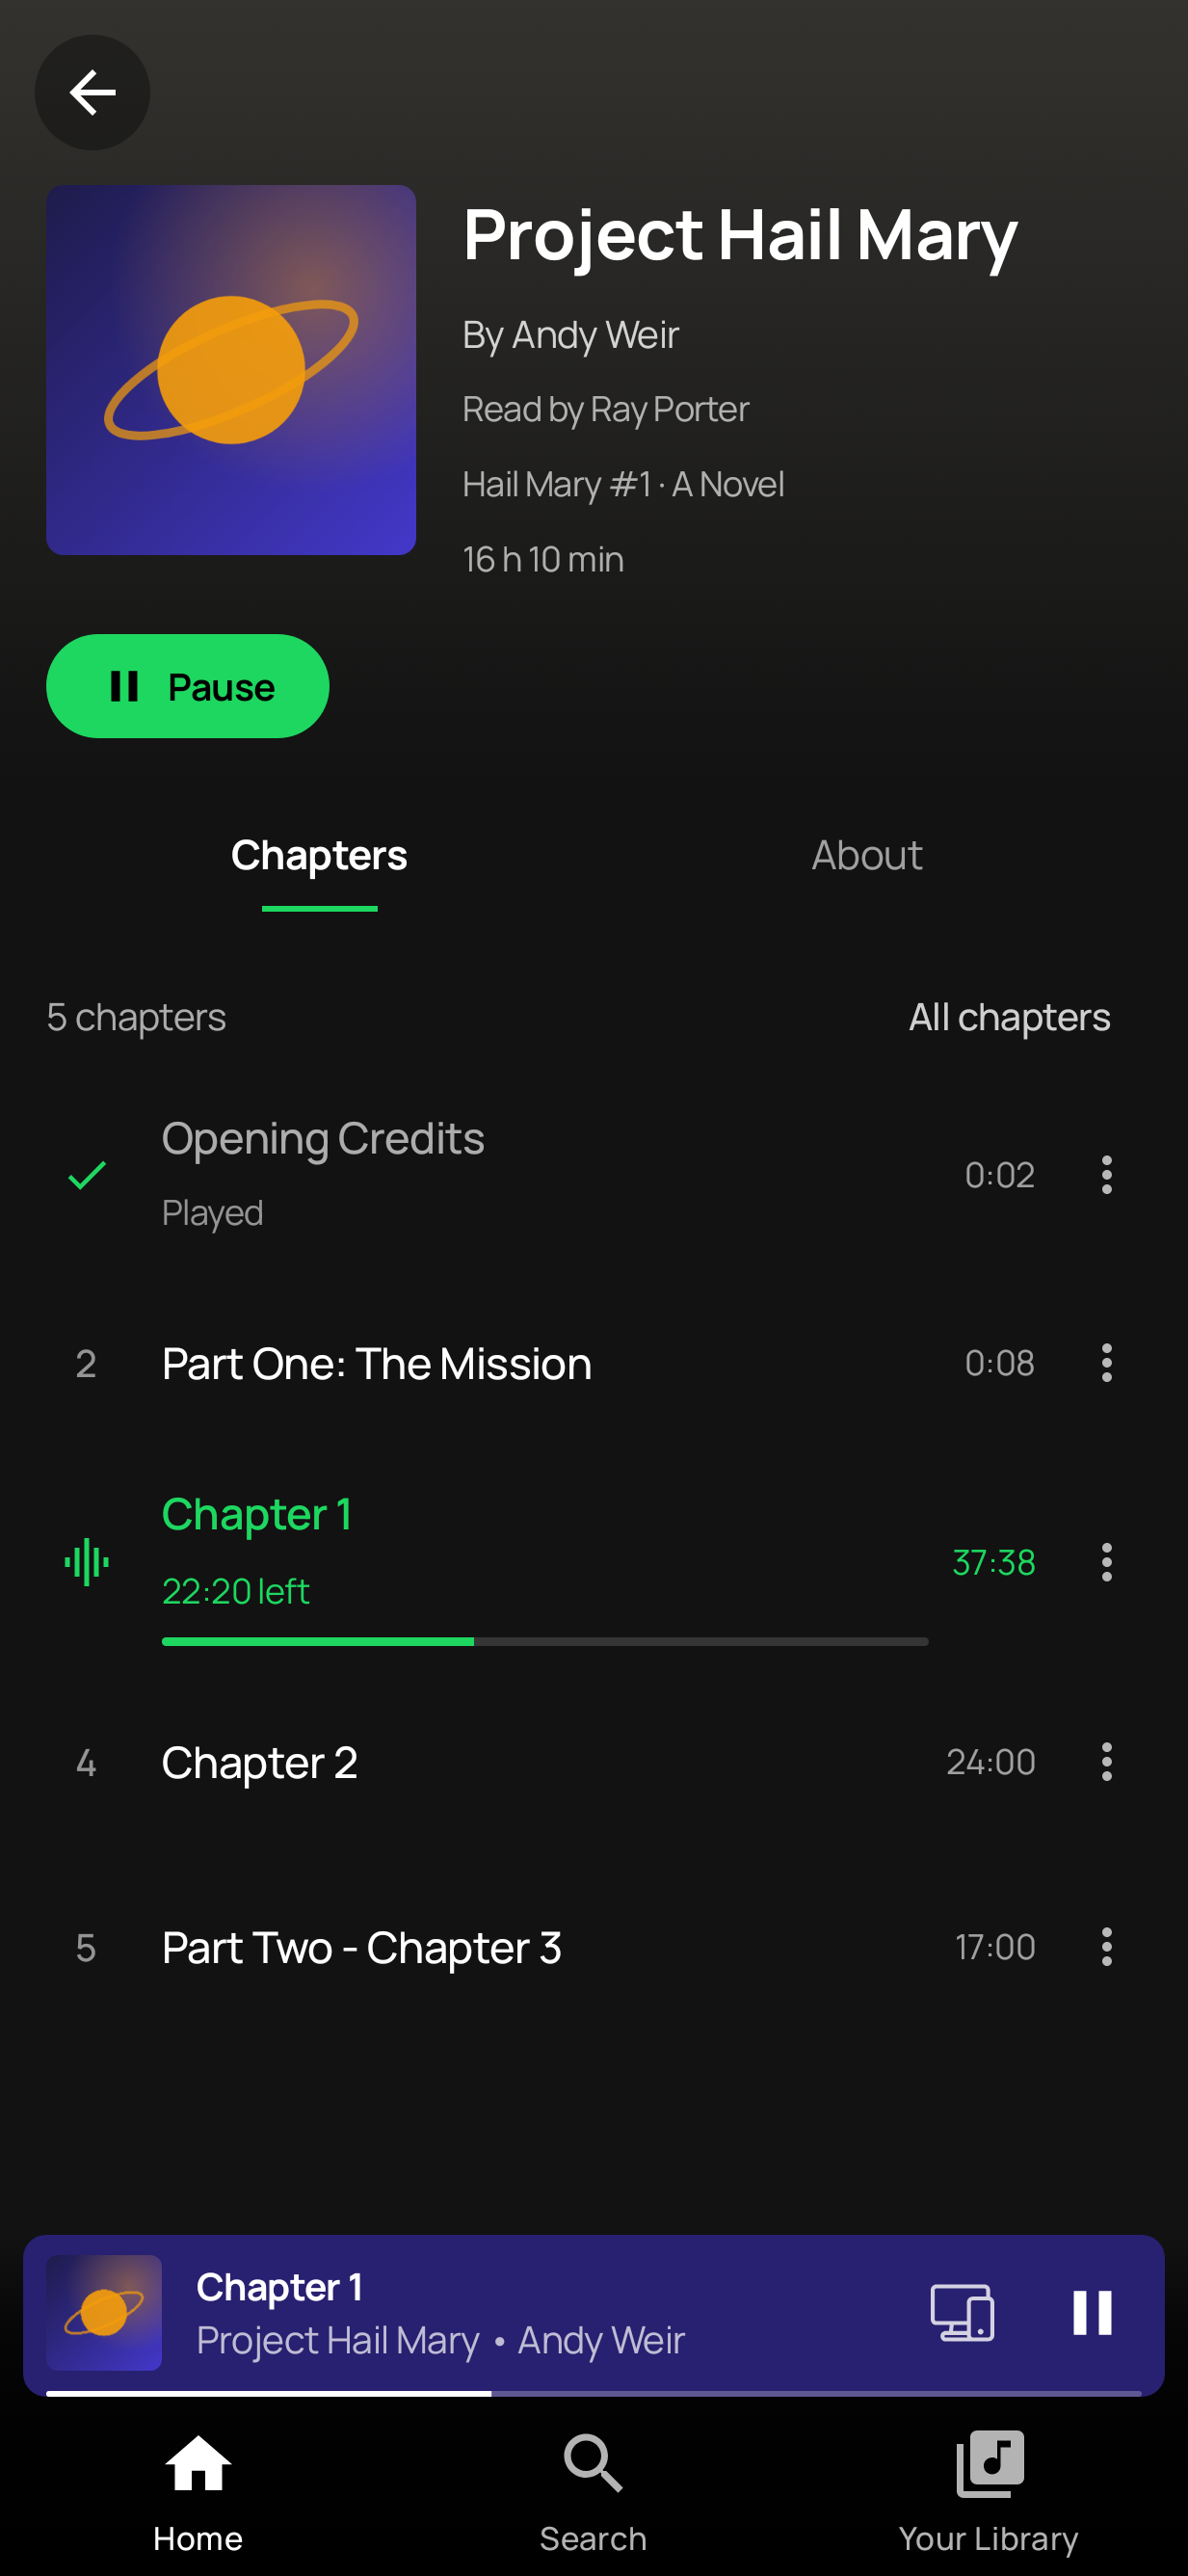 Project Hail Mary
By Andy Weir
Read by Ray Porter
Hail Mary #1 · A Novel
16 h 10 min
Pause
Chapters
About
5 chapters
All chapters
Opening Credits
Played
0:02
2
Part One: The Mission
0:08
Chapter 1
22:20 left
37:38
4
Chapter 2
24:00
5
Part Two - Chapter 3
17:00
Chapter 1
Project Hail Mary • Andy Weir
Home
Search
Your Library